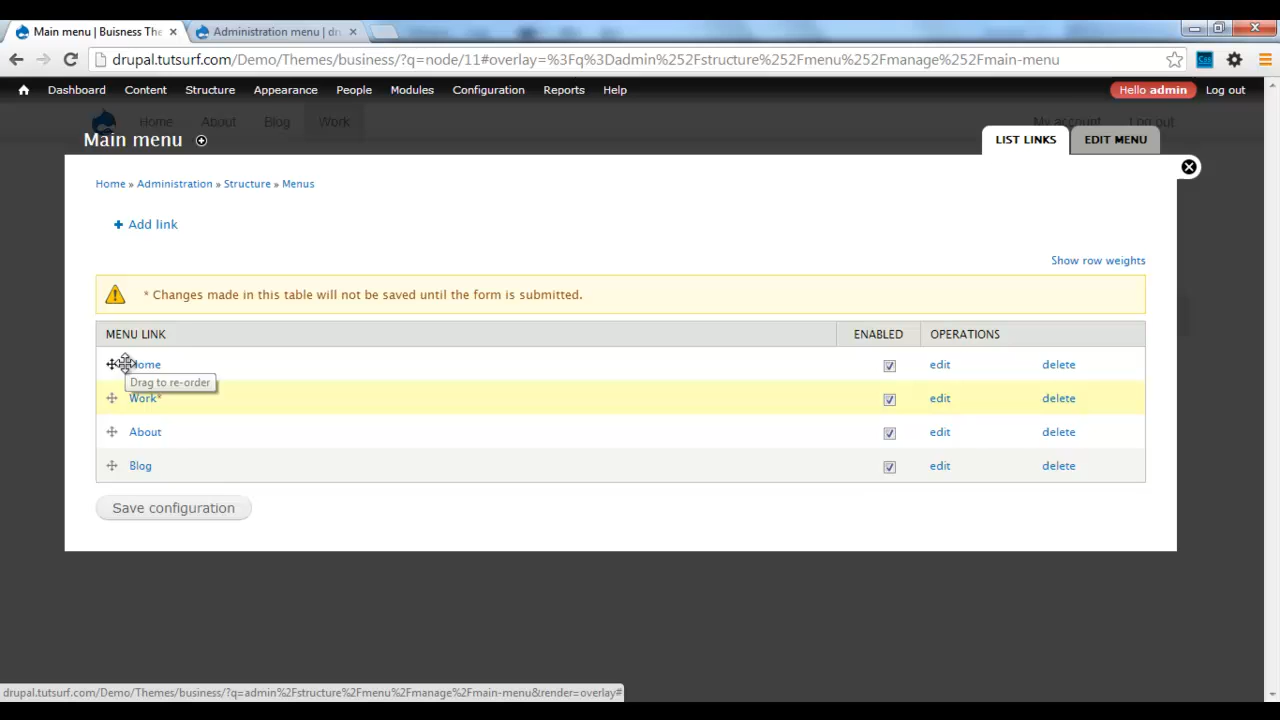 Main menu | Buisness The
Administration menu | dr
drupal.tutsurf.com/Demo/Themes/business/?q=node/11#overlay=%3Fq%3Dadmin%252Fstructure%252Fmenu%252Fmanage%252Fmain-menu
Dashboard Content Structure Appearance People Modules Configuration Reports Help Hello admin Log out
Home About Blog Work My account Log out
Main menu LIST LINKS EDIT MENU
Home » Administration » Structure » Menus
Add link
Show row weights
* Changes made in this table will not be saved until the form is submitted.
MENU LINK ENABLED OPERATIONS
Home edit delete
Drag to re-order
Work* edit delete
About edit delete
Blog edit delete
Save configuration
drupal.tutsurf.com/Demo/Themes/business/?q=admin%2Fstructure%2Fmenu%2Fmanage%2Fmain-menu&render=overlay#